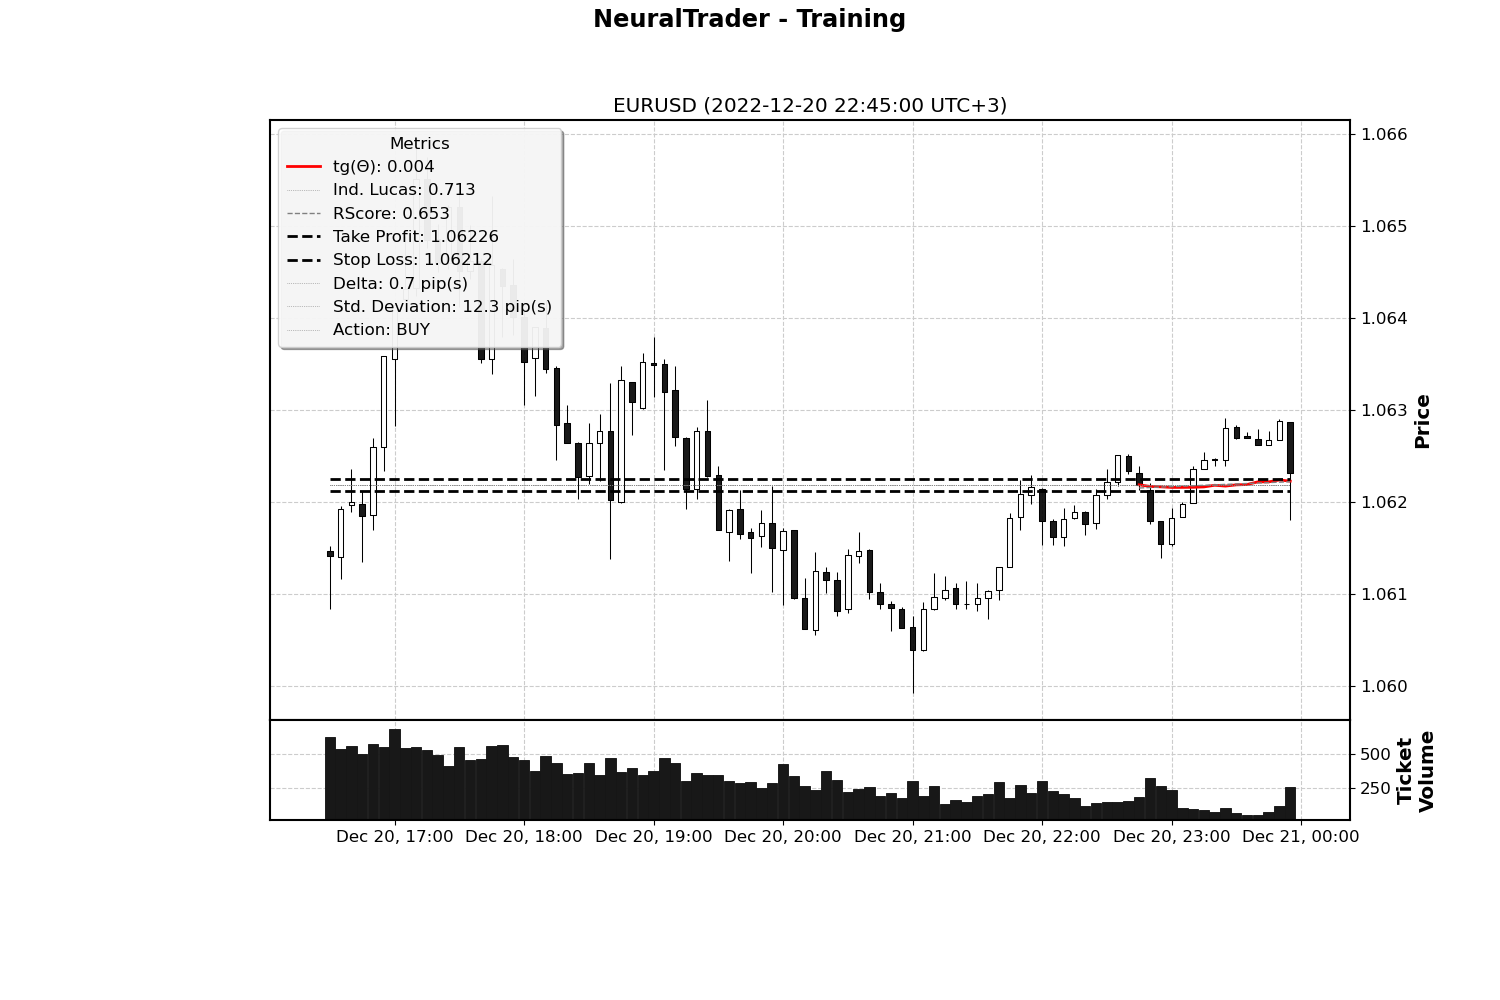 NeuralTrader - Training
EURUSD (2022-12-20 22:45:00 UTC+3)
Metrics
tg(Θ): 0.004
Ind. Lucas: 0.713
RScore: 0.653
Take Profit: 1.06226
Stop Loss: 1.06212
Delta: 0.7 pip(s)
Std. Deviation: 12.3 pip(s)
Action: BUY
1.066
1.065
1.064
1.063
1.062
1.061
1.060
Price
500
250
Ticket
Volume
Dec 20, 17:00
Dec 20, 18:00
Dec 20, 19:00
Dec 20, 20:00
Dec 20, 21:00
Dec 20, 22:00
Dec 20, 23:00
Dec 21, 00:00